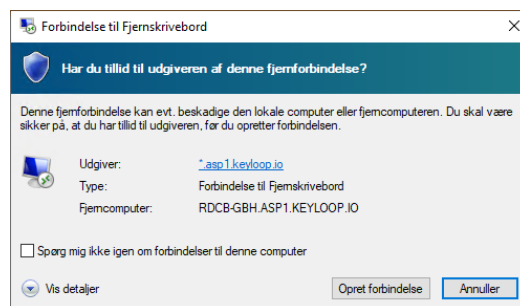 Forbindelse til Fjernskrivebord
Har du tillid til udgiveren af denne fjernforbindelse?
Denne fjernforbindelse kan evt. beskadige den lokale computer eller fjerncomputeren. Du skal være
sikker på, at du har tillid til udgiveren, før du opretter forbindelsen.
Udgiver: *.asp1.keyloop.io
Type: Forbindelse til Fjernskrivebord
Fjerncomputer: RDCB-GBH.ASP1.KEYLOOP.IO
Spørg mig ikke igen om forbindelser til denne computer
Vis detaljer Opret forbindelse Annuller